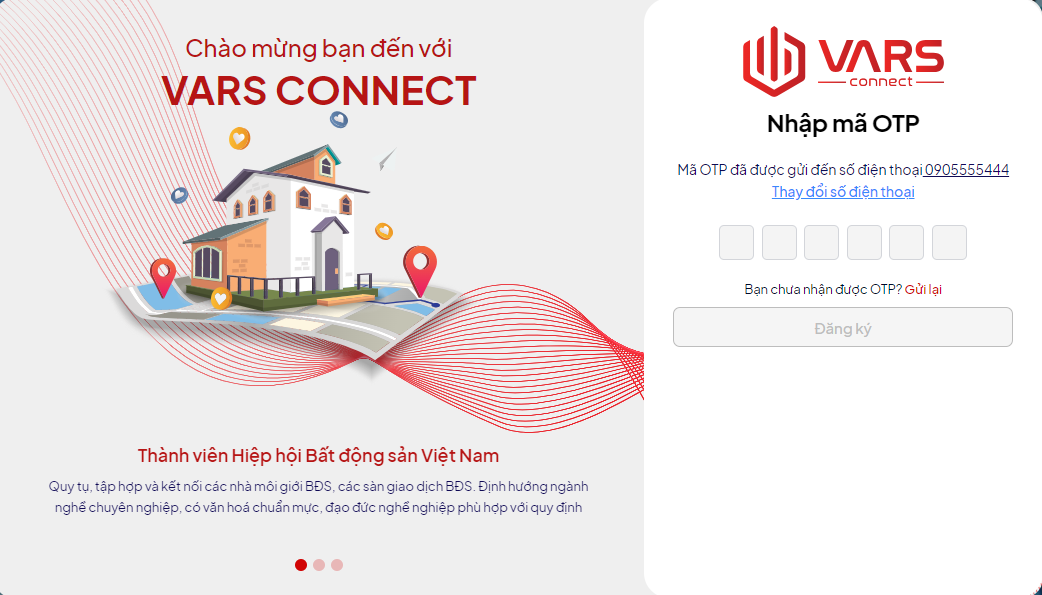 Chào mừng bạn đến với
VARS CONNECT
Thành viên Hiệp hội Bất động sản Việt Nam
Quy tụ, tập hợp và kết nối các nhà môi giới BĐS, các sàn giao dịch BĐS. Định hướng ngành
nghề chuyên nghiệp, có văn hoá chuẩn mực, đạo đức nghề nghiệp phù hợp với quy định
VARS
connect
Nhập mã OTP
Mã OTP đã được gửi đến số điện thoại 0905555444
Thay đổi số điện thoại
Bạn chưa nhận được OTP? Gửi lại
Đăng ký